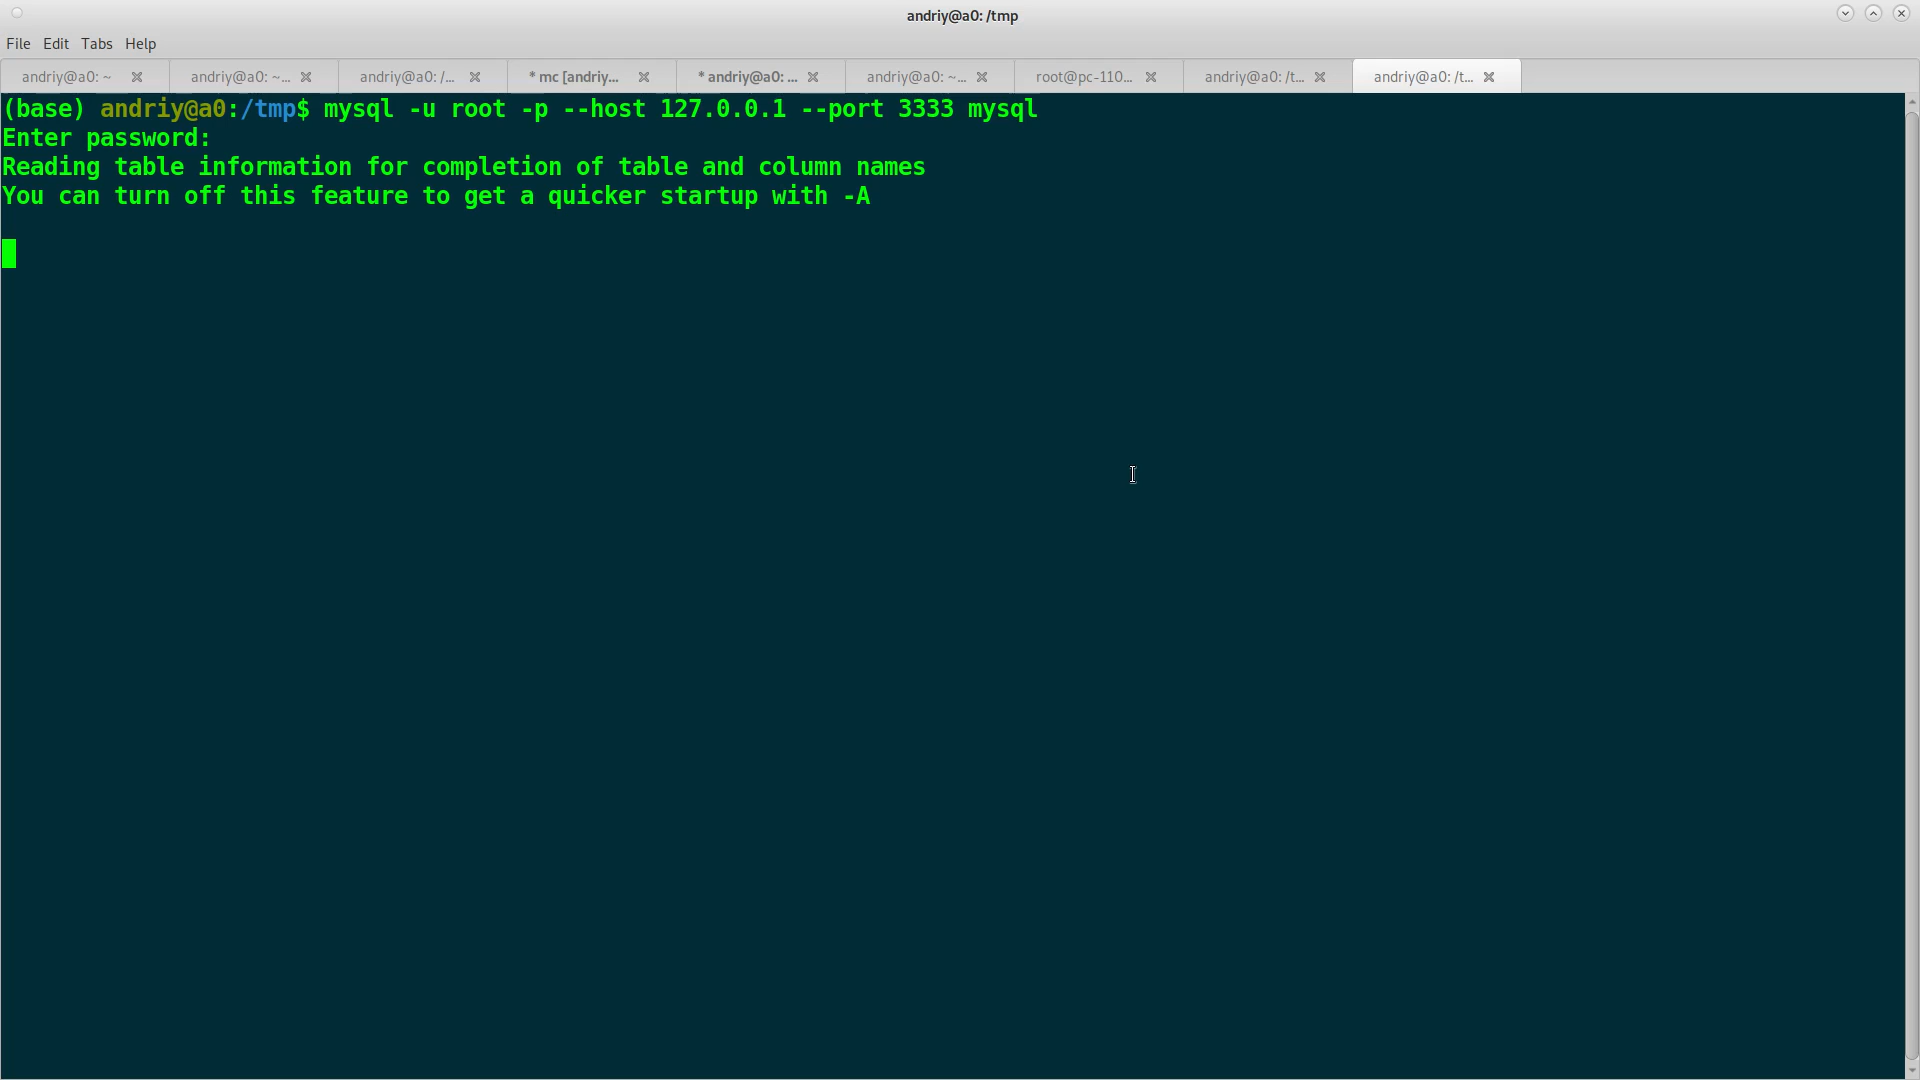 andriy@a0: /tmp
File Edit Tabs Help
andriy@a0: ~ andriy@a0: ~... andriy@a0: /... * mc [andriy... * andriy@a0: ... andriy@a0: ~... root@pc-110... andriy@a0: /t... andriy@a0: /t...
(base) andriy@a0:/tmp$ mysql -u root -p --host 127.0.0.1 --port 3333 mysql
Enter password:
Reading table information for completion of table and column names
You can turn off this feature to get a quicker startup with -A